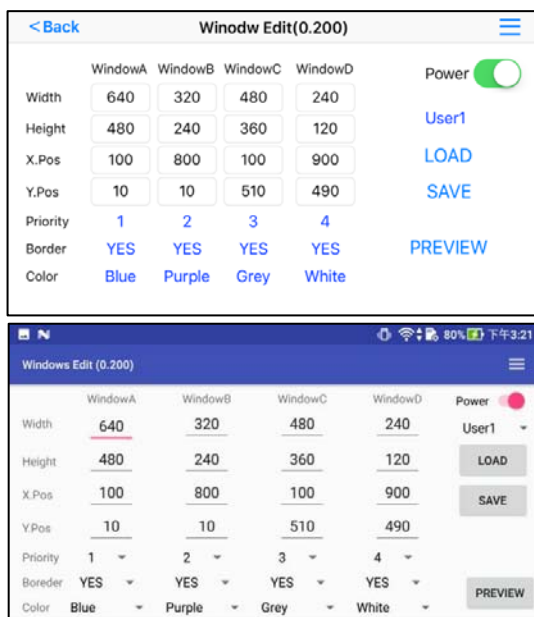 <Back Winodw Edit(0.200)
WindowA WindowB WindowC WindowD Power
Width 640 320 480 240
Height 480 240 360 120 User1
X.Pos 100 800 100 900 LOAD
Y.Pos 10 10 510 490 SAVE
Priority 1 2 3 4
Border YES YES YES YES PREVIEW
Color Blue Purple Grey White
80% 下午3:21
Windows Edit (0.200)
WindowA WindowB WindowC WindowD Power
Width 640 320 480 240 User1
Height 480 240 360 120 LOAD
X.Pos 100 800 100 900 SAVE
Y.Pos 10 10 510 490
Priority 1 2 3 4
Boreder YES YES YES YES PREVIEW
Color Blue Purple Grey White